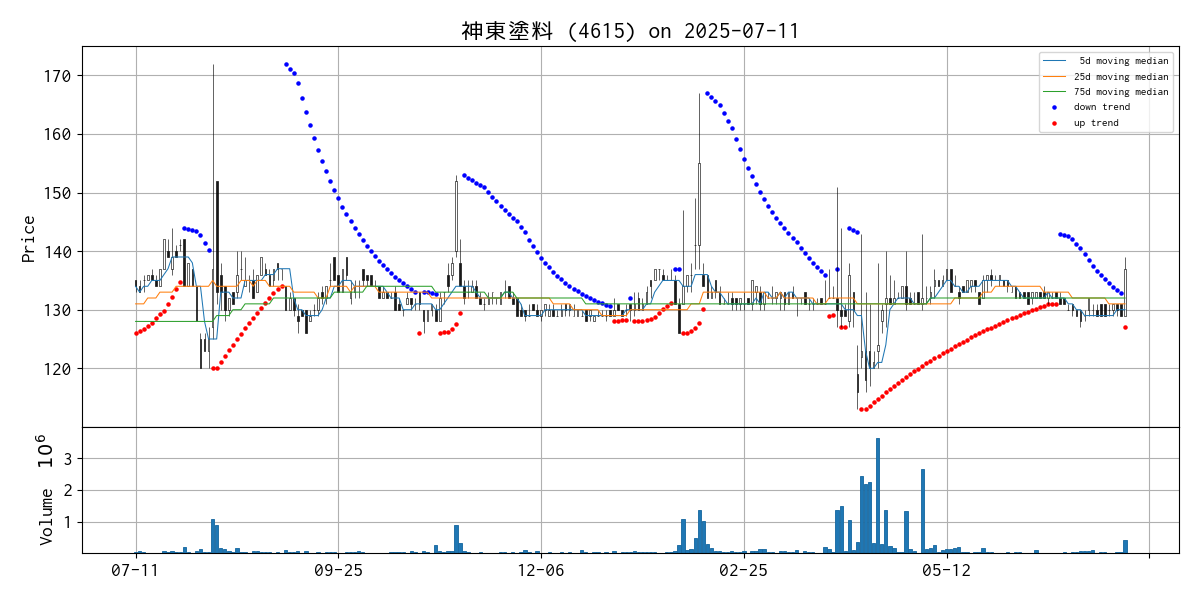 神東塗料 (4615) on 2025-07-11
5d moving median
25d moving median
75d moving median
down trend
up trend
Price
170
160
150
140
130
120
Volume 10^6
3
2
1
07-11 09-25 12-06 02-25 05-12